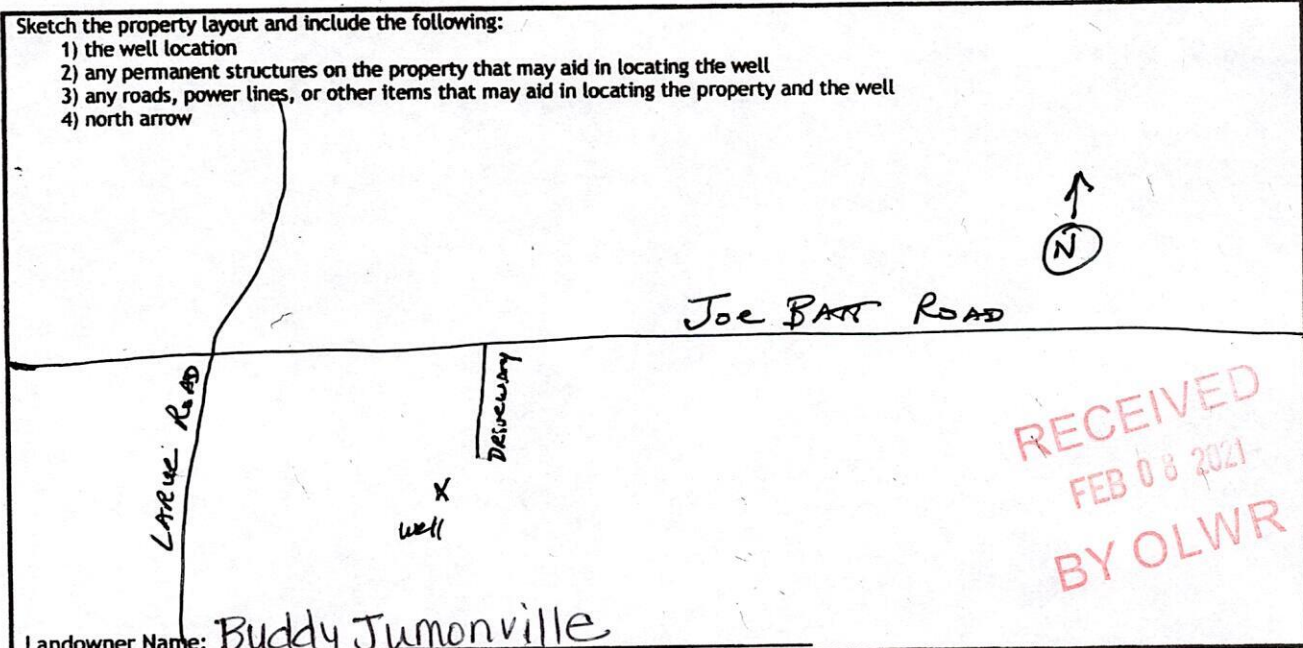 Sketch the property layout and include the following:
1) the well location
2) any permanent structures on the property that may aid in locating the well
3) any roads, power lines, or other items that may aid in locating the property and the well
4) north arrow
N
Joe BATT ROAD
LARUE ROAD
DRIVEWAY
X
well
RECEIVED
FEB 08 2021
BY OLWR
Landowner Name: Buddy Jumonville